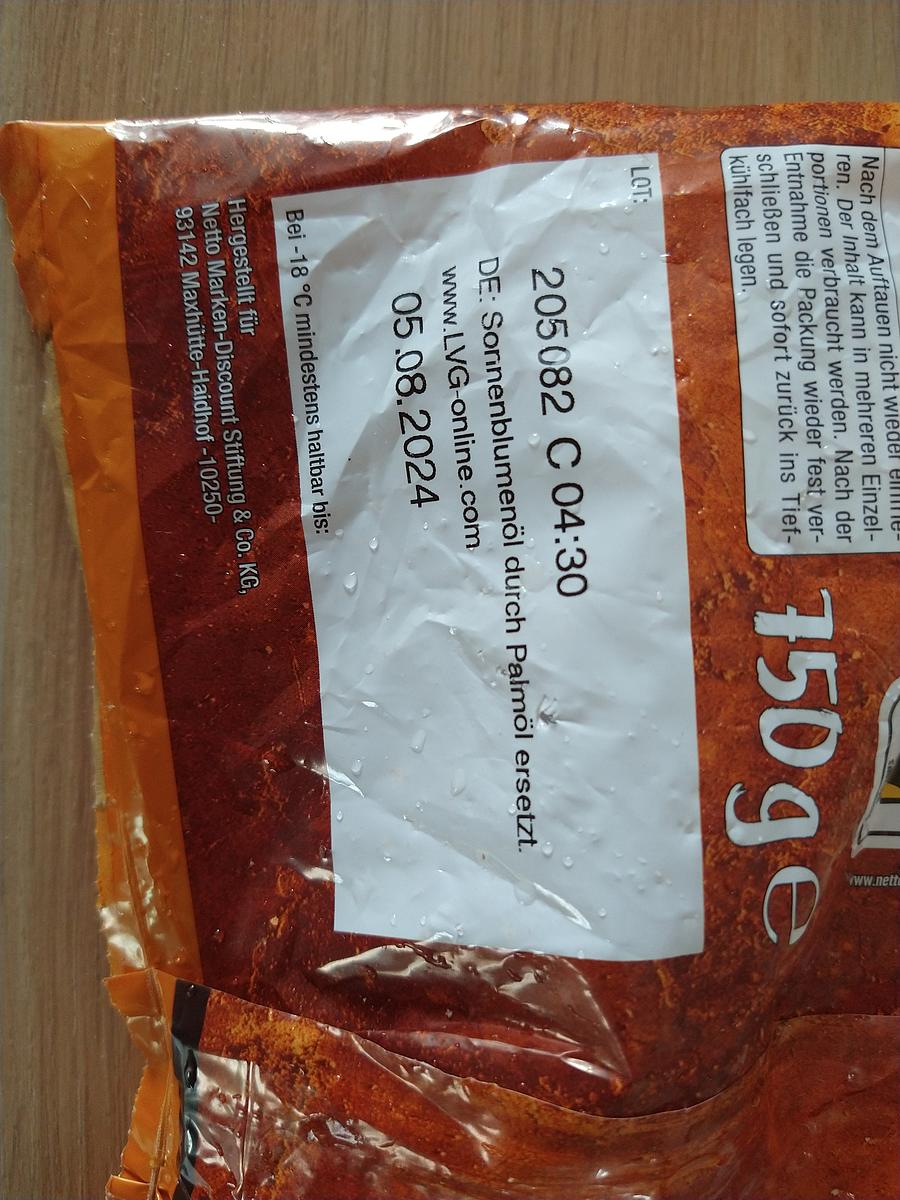 Nach dem Auftauen nicht wieder
ren. Der Inhalt kann in mehreren Einzel-
portionen verbraucht werden. Nach der
Entnahme die Packung wieder fest ver-
schließen und sofort zurück ins Tief-
kühlfach legen.
750g e
LOT:
205082 C 04:30
DE: Sonnenblumenöl durch Palmöl ersetzt.
www.LVG-online.com
05.08.2024
Bei -18 °C mindestens haltbar bis:
Hergestellt für
Netto Marken-Discount Stiftung & Co. KG,
93142 Maxhütte-Haidhof -10250-